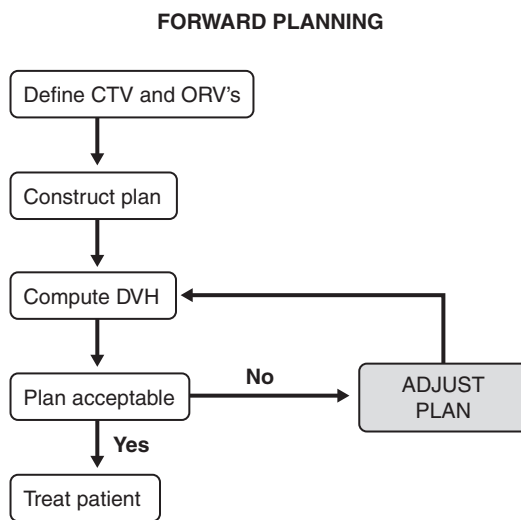 FORWARD PLANNING
Define CTV and ORV's
Construct plan
Compute DVH
Plan acceptable
No
ADJUST
PLAN
Yes
Treat patient